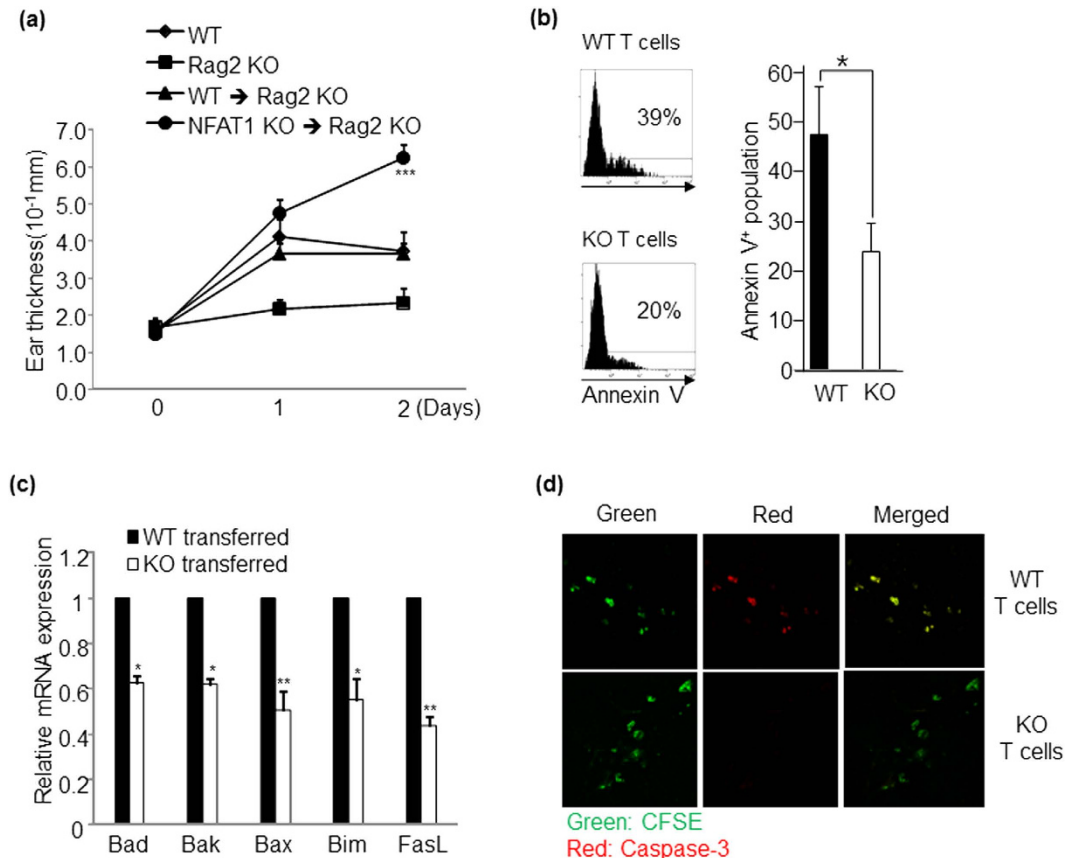 (a)
WT
Rag2 KO
WT → Rag2 KO
NFAT1 KO → Rag2 KO
Ear thickness(10⁻¹mm)
7.0
6.0
5.0
4.0
3.0
2.0
1.0
0.0
***
0 1 2 (Days)
(b)
WT T cells
39%
KO T cells
20%
Annexin V
Annexin V⁺ population
60
50
40
30
20
10
0
*
WT KO
(c)
WT transferred
KO transferred
Relative mRNA expression
1.2
1
0.8
0.6
0.4
0.2
0
* * ** * **
Bad Bak Bax Bim FasL
(d)
Green Red Merged
WT
T cells
KO
T cells
Green: CFSE
Red: Caspase-3